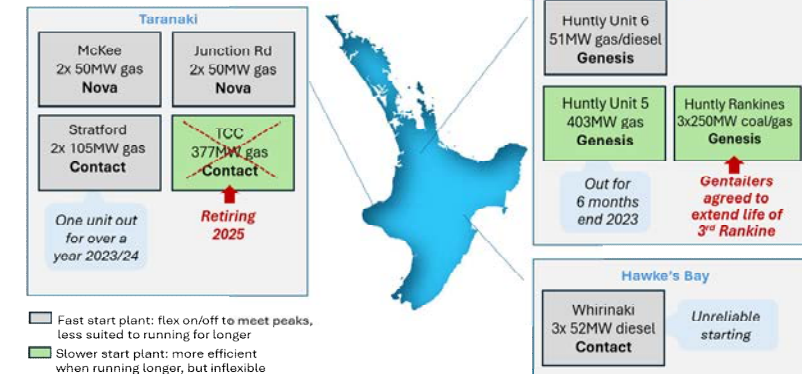 Taranaki
McKee
2x 50MW gas
Nova
Junction Rd
2x 50MW gas
Nova
Stratford
2x 105MW gas
Contact
TCC
377MW gas
Contact
One unit out
for over a
year 2023/24
Retiring
2025
Huntly Unit 6
51MW gas/diesel
Genesis
Huntly Unit 5
403MW gas
Genesis
Huntly Rankines
3x250MW coal/gas
Genesis
Out for
6 months
end 2023
Gentailers
agreed to
extend life of
3rd Rankine
Hawke's Bay
Whirinaki
3x 52MW diesel
Contact
Unreliable
starting
Fast start plant: flex on/off to meet peaks,
less suited to running for longer
Slower start plant: more efficient
when running longer, but inflexible